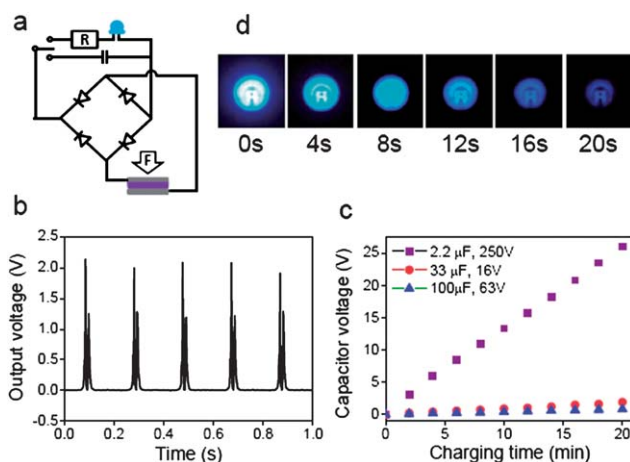 a
R
F
d
0s 4s 8s 12s 16s 20s
b
Output voltage (V)
2.5
2.0
1.5
1.0
0.5
0.0
-0.5
0.0 0.2 0.4 0.6 0.8 1.0
Time (s)
c
Capacitor voltage (V)
25
20
15
10
5
0
2.2 μF, 250V
33 μF, 16V
100μF, 63V
0 5 10 15 20
Charging time (min)